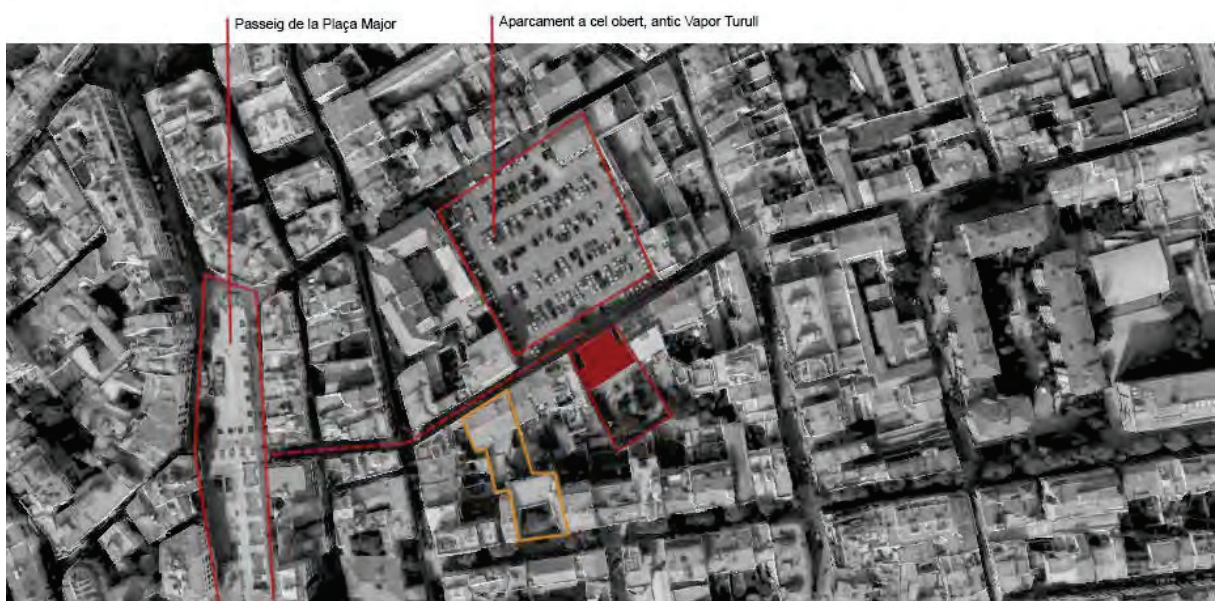 Passeig de la Plaça Major
Aparcament a cel obert, antic Vapor Turull